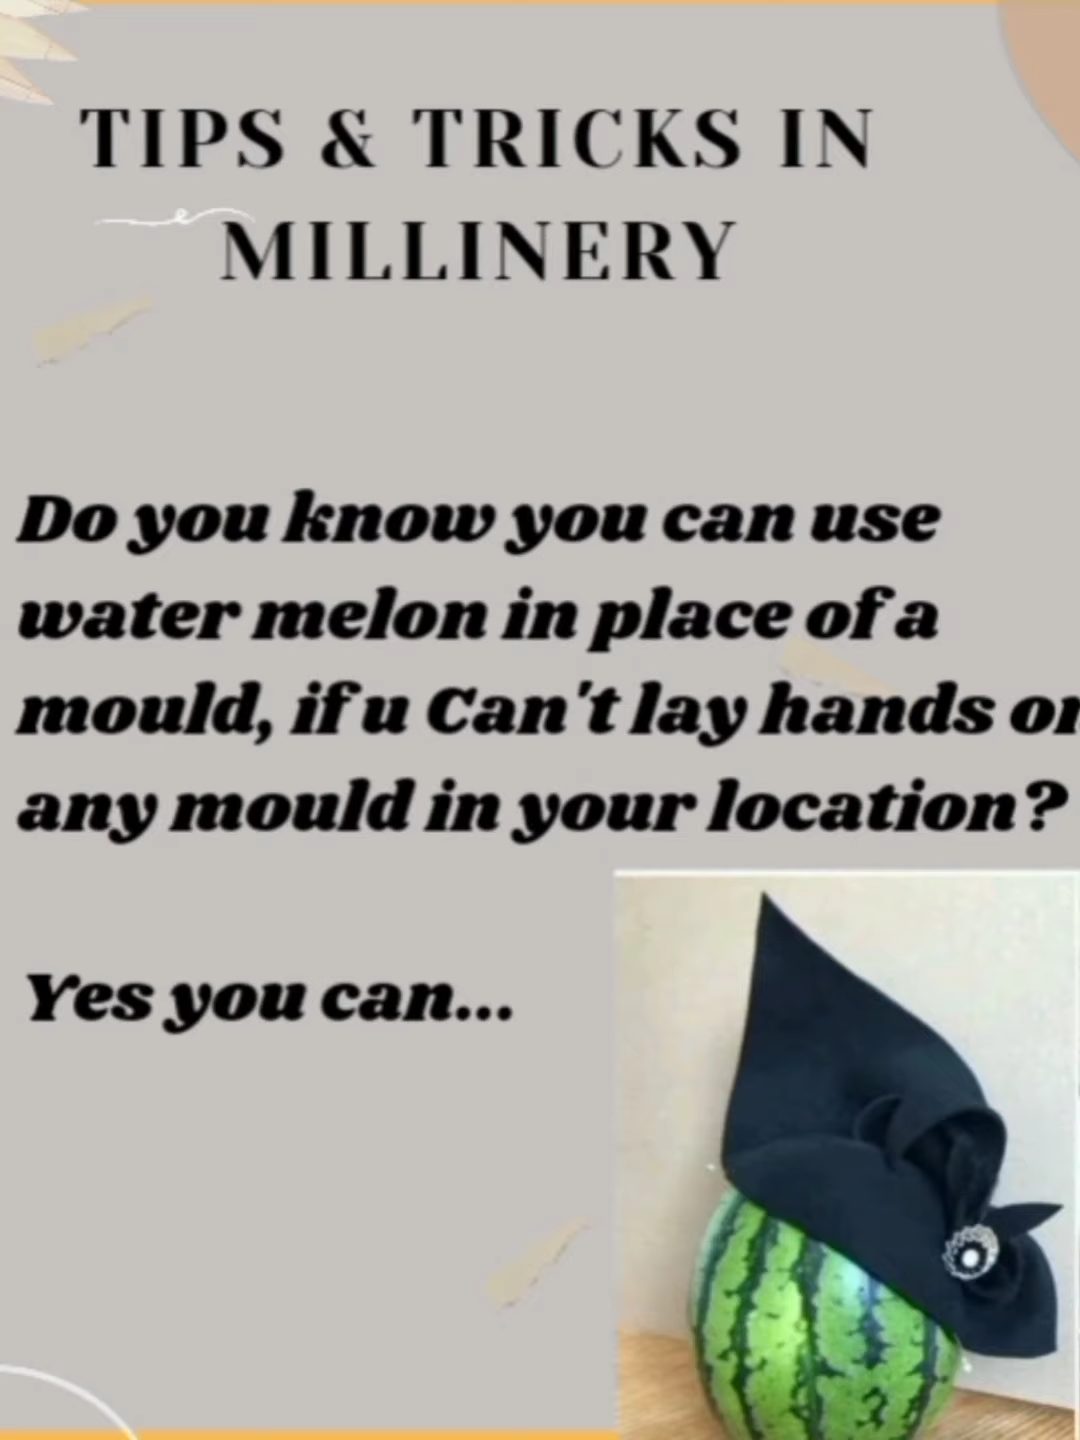 TIPS & TRICKS IN
MILLINERY
Do you know you can use
water melon in place of a
mould, if u Can't lay hands on
any mould in your location?
Yes you can...